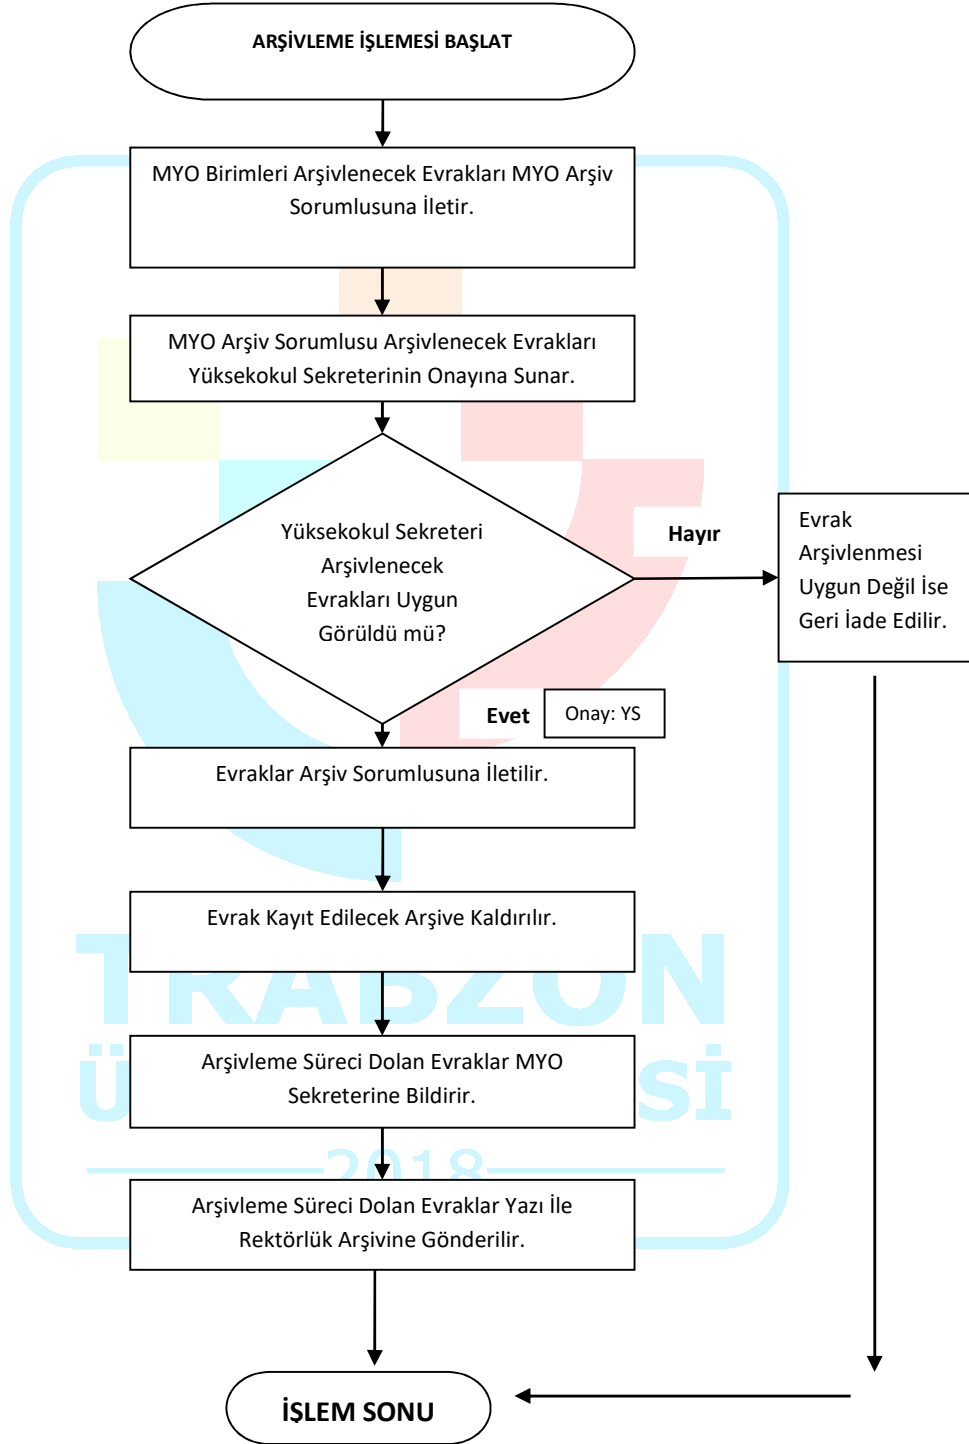 ARŞİVLEME İŞLEMESİ BAŞLAT
MYO Birimleri Arşivlenecek Evrakları MYO Arşiv
Sorumlusuna İletir.
MYO Arşiv Sorumlusu Arşivlenecek Evrakları
Yüksekokul Sekreterinin Onayına Sunar.
Yüksekokul Sekreteri
Arşivlenecek
Evrakları Uygun
Görüldü mü?
Hayır
Evrak
Arşivlenmesi
Uygun Değil İse
Geri İade Edilir.
Evet
Onay: YS
Evraklar Arşiv Sorumlusuna İletilir.
Evrak Kayıt Edilecek Arşive Kaldırılır.
TRABZON
Arşivleme Süreci Dolan Evraklar MYO
Sekreterine Bildirir.
2018
Arşivleme Süreci Dolan Evraklar Yazı İle
Rektörlük Arşivine Gönderilir.
İŞLEM SONU